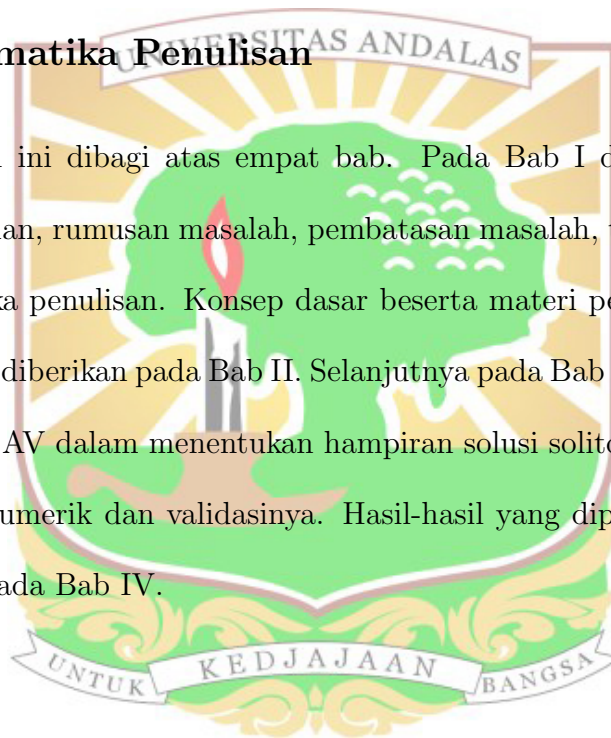 matika Penulisan
UNIVERSITAS ANDALAS
ini dibagi atas empat bab. Pada Bab I d
an, rumusan masalah, pembatasan masalah,
ka penulisan. Konsep dasar beserta materi pe
diberikan pada Bab II. Selanjutnya pada Bab
AV dalam menentukan hampiran solusi solit
umerik dan validasinya. Hasil-hasil yang dip
ada Bab IV.
UNTUK KEDJAJAAN BANGSA